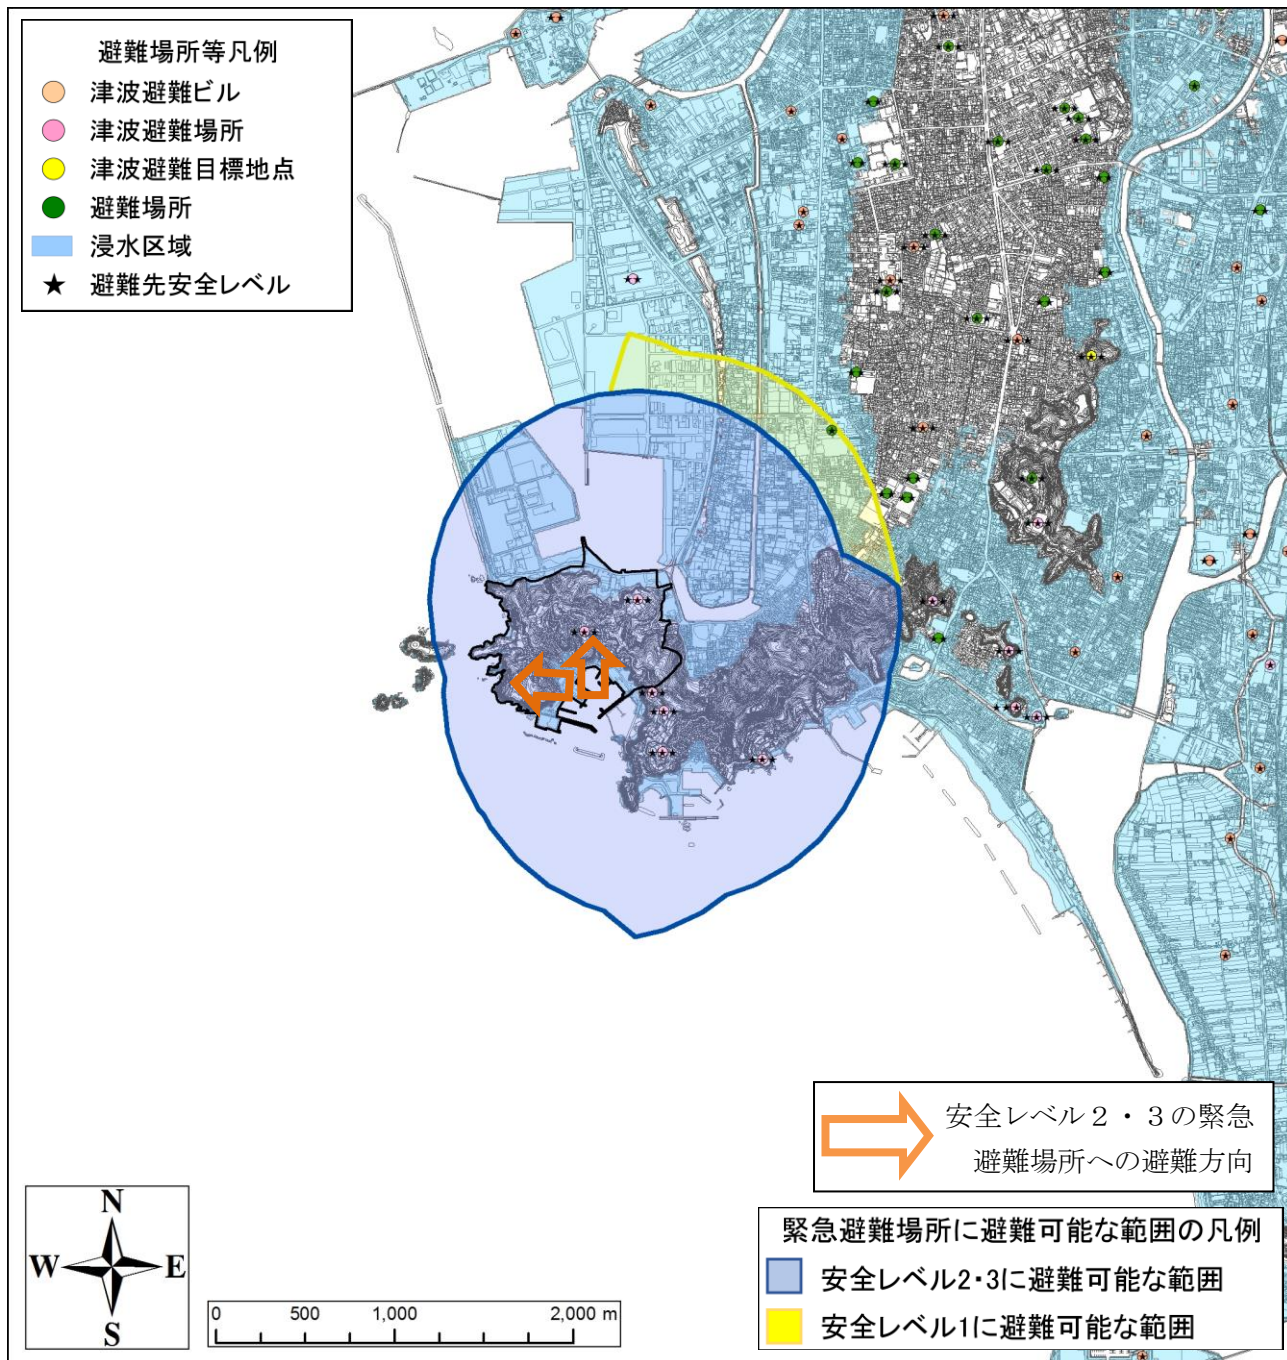 避難場所等凡例
津波避難ビル
津波避難場所
津波避難目標地点
避難場所
浸水区域
避難先安全レベル
安全レベル２・３の緊急
避難場所への避難方向
緊急避難場所に避難可能な範囲の凡例
安全レベル2・3に避難可能な範囲
安全レベル1に避難可能な範囲
N
W E
S
0 500 1,000 2,000 m